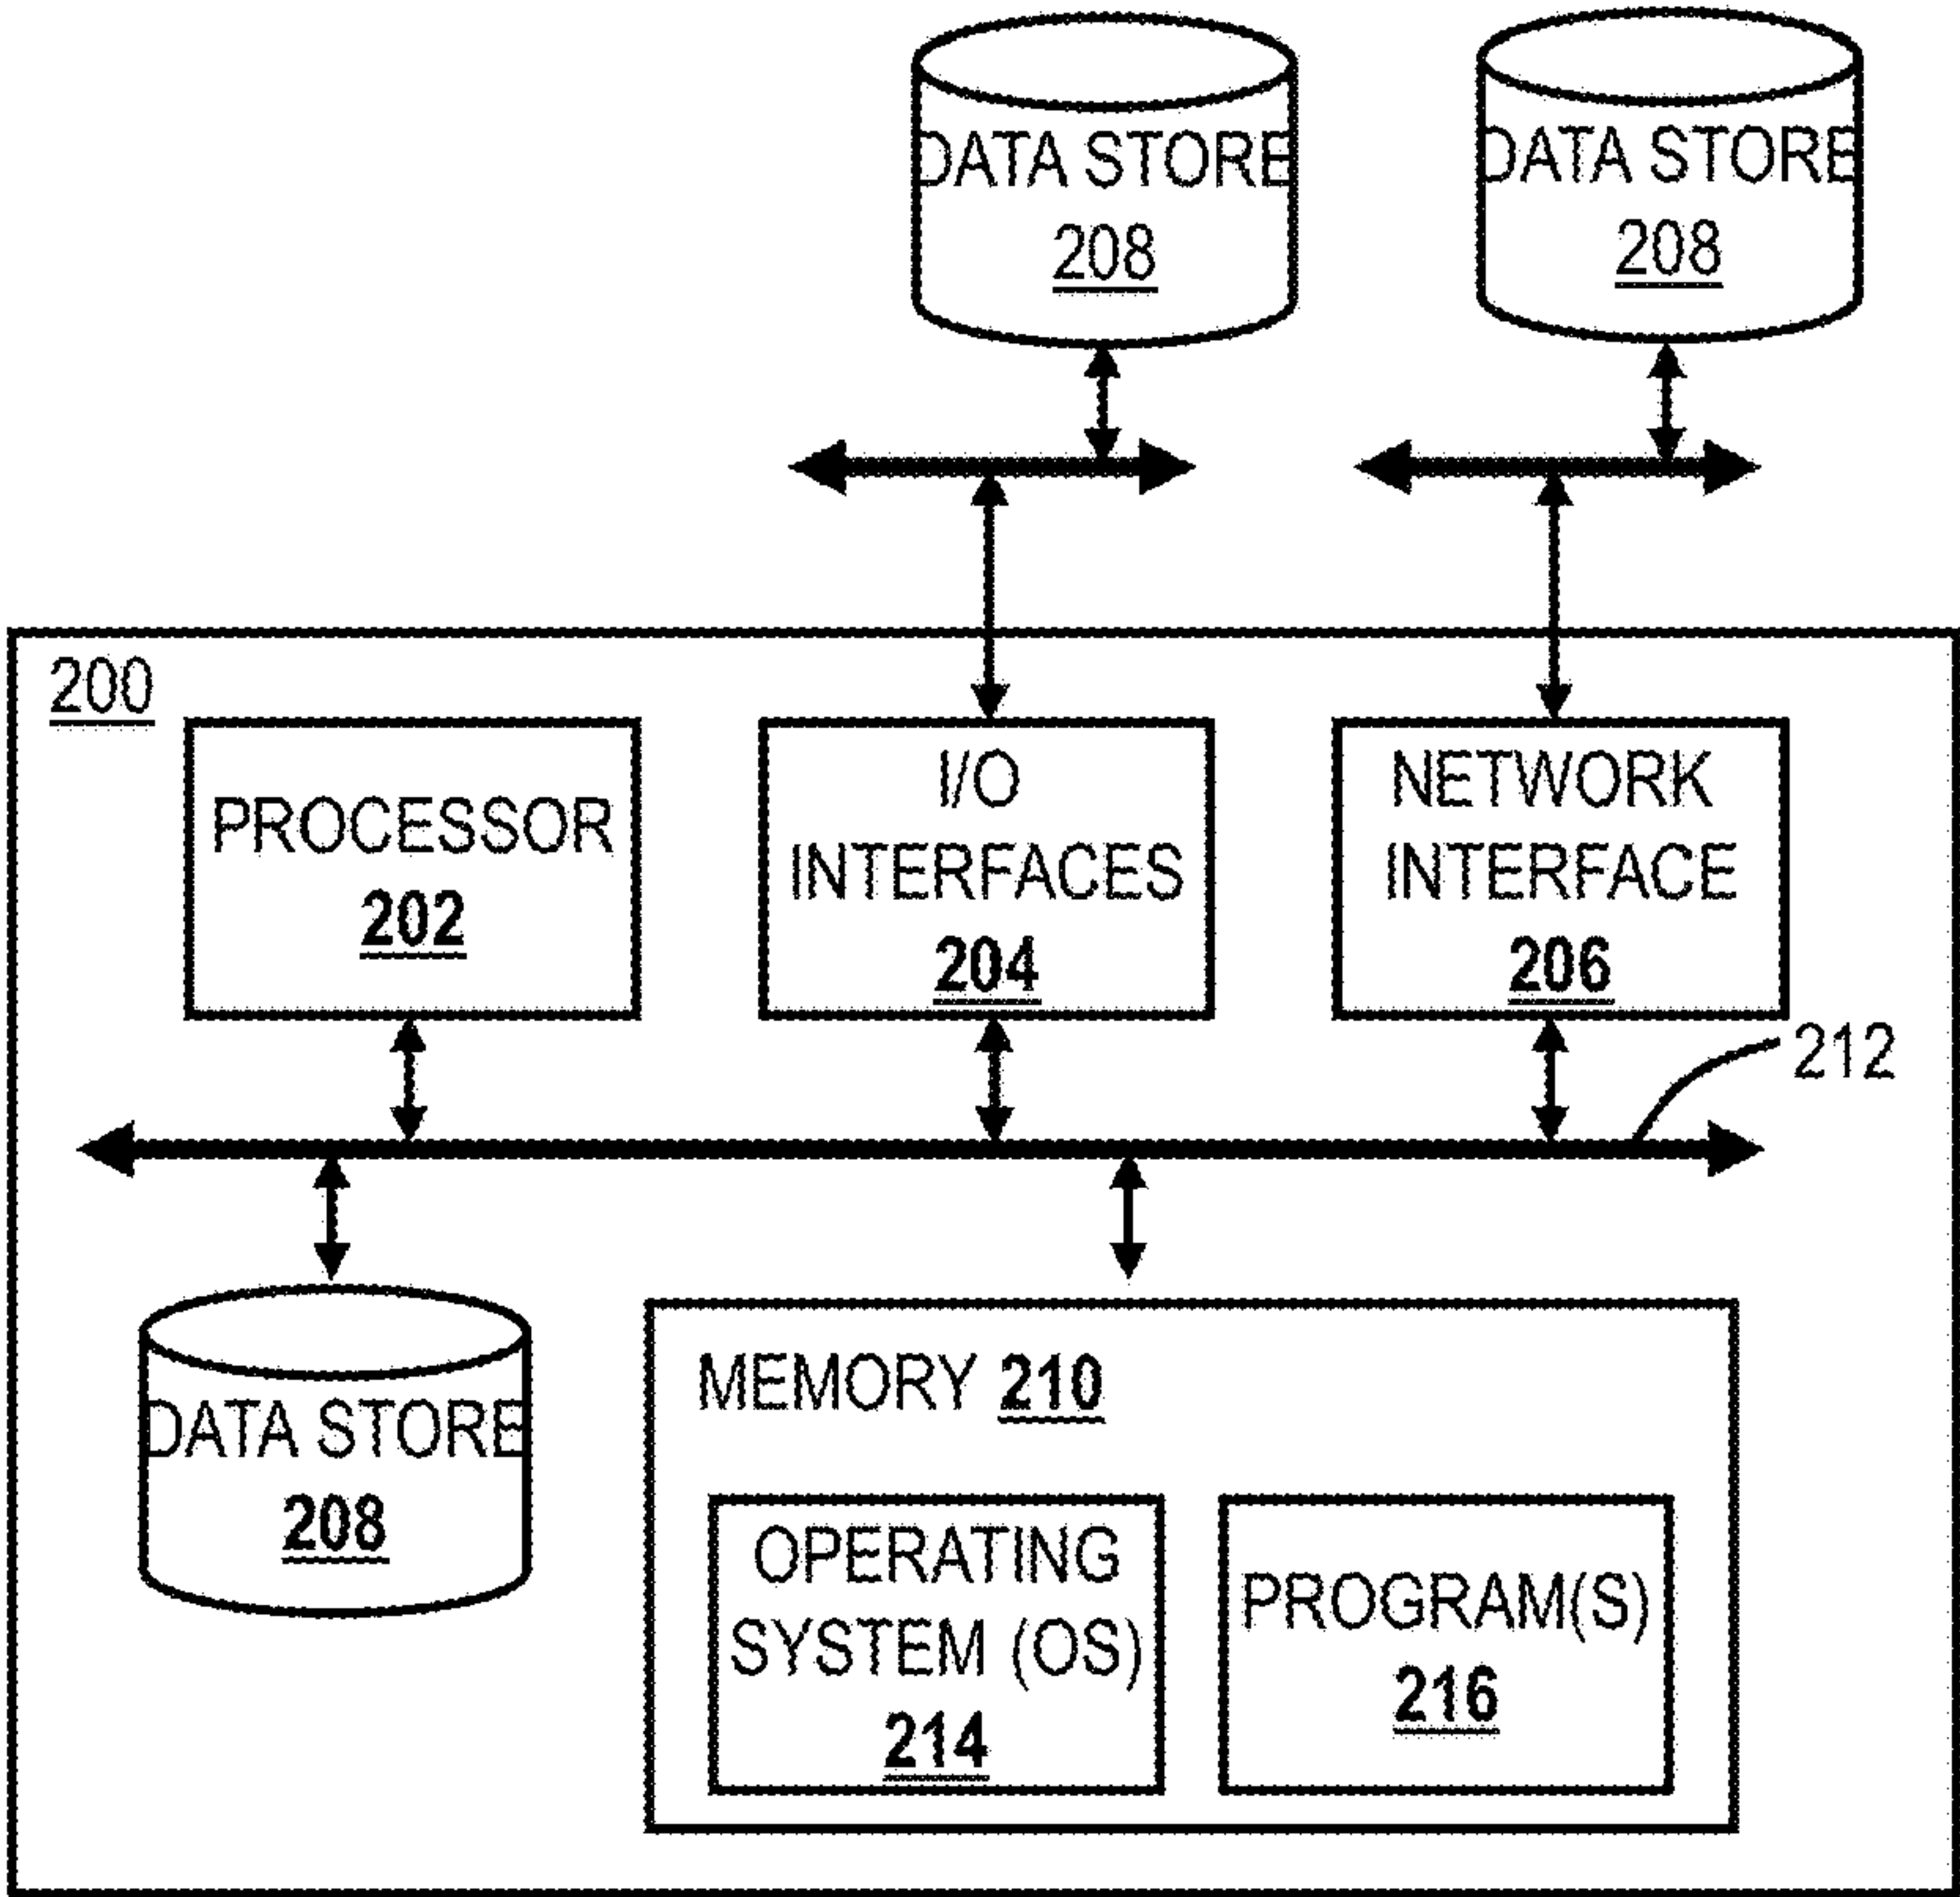 DATA STORE
208
DATA STORE
208
200
PROCESSOR
202
I/O
INTERFACES
204
NETWORK
INTERFACE
206
212
DATA STORE
208
MEMORY 210
OPERATING
SYSTEM (OS)
214
PROGRAM(S)
216